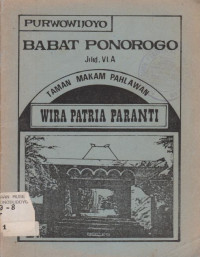 PURWOWIJOYO
BABAT PONOROGO
Jilid. VI A
TAMAN MAKAM PAHLAWAN
WIRA PATRIA PARANTI